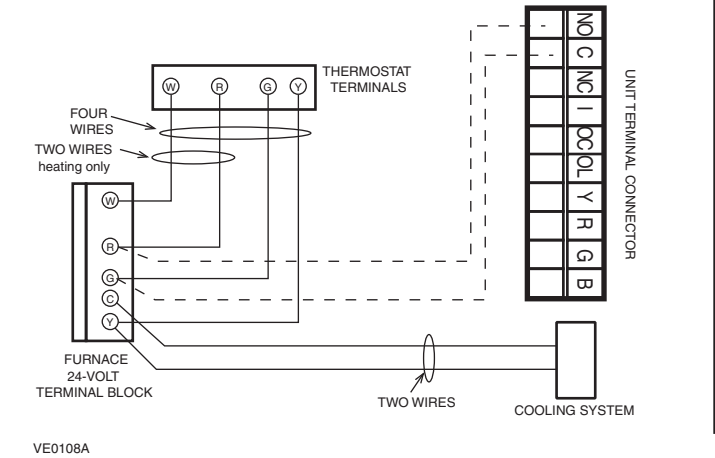 THERMOSTAT
TERMINALS
W
R
G
Y
FOUR
WIRES
TWO WIRES
heating only
W
R
G
C
Y
FURNACE
24-VOLT
TERMINAL BLOCK
TWO WIRES
COOLING SYSTEM
NO
C
NC
I
OC
OL
Y
R
G
B
UNIT TERMINAL CONNECTOR
VE0108A